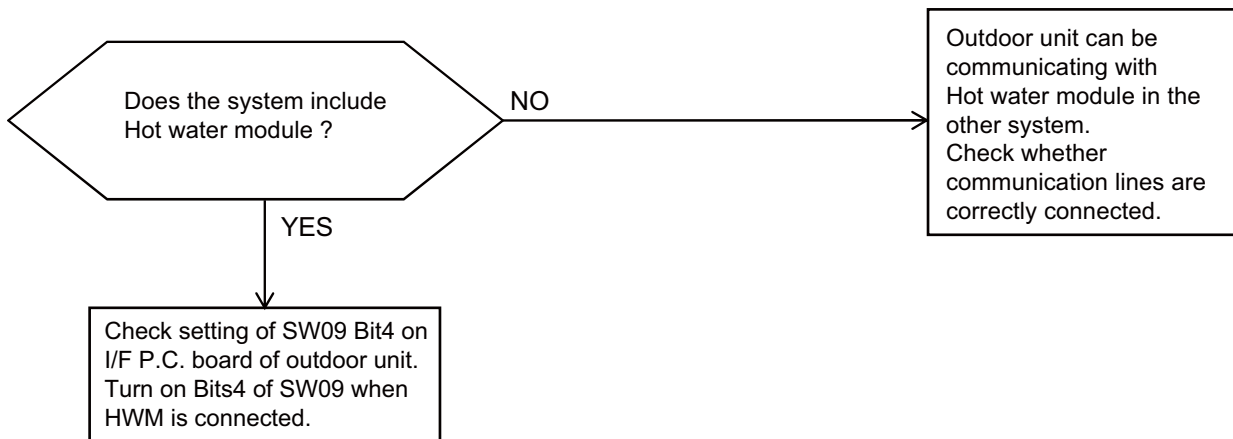 Does the system include
Hot water module ?
NO
Outdoor unit can be
communicating with
Hot water module in the
other system.
Check whether
communication lines are
correctly connected.
YES
Check setting of SW09 Bit4 on
I/F P.C. board of outdoor unit.
Turn on Bits4 of SW09 when
HWM is connected.